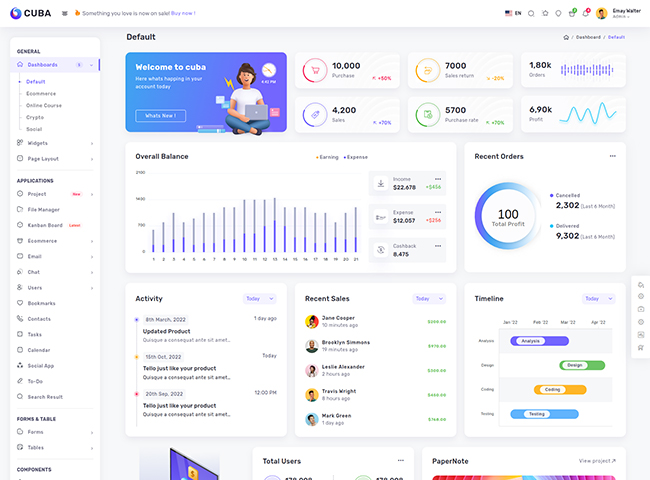 CUBA
Something you love is now on sale! Buy now !
EN
Emay Walter
Admin
GENERAL
Dashboards
Default
Ecommerce
Online Course
Crypto
Social
Widgets
Page Layout
APPLICATIONS
Project New
File Manager
Kanban Board Latest
Ecommerce
Email
Chat
Users
Bookmarks
Contacts
Tasks
Calendar
Social App
To-Do
Search Result
FORMS & TABLE
Forms
Tables
COMPONENTS
Default
/ Dashboard / Default
Welcome to cuba
Here whats happing in your
account today
Whats New !
4:41 PM
10,000
Purchase
+50%
7000
Sales return
-20%
1,80k
Orders
4,200
Sales
+70%
5700
Purchase rate
+70%
6,90k
Profit
Overall Balance
Earning Expense
2100
1400
700
0
1 2 3 4 5 6 7 8 9 10 11 12 13 14 15 16 17 18 19 20 21
Income
$22,678 +$456
Expense
$12,057 +$256
Cashback
8,475
Recent Orders
100
Total Profit
Cancelled
2,302 (Last 6 Month)
Delivered
9,302 (Last 6 Month)
Activity
Today
8th March, 2022 1 day ago
Updated Product
Quisque a consequat ante sit amet...
15th Oct, 2022 Today
Tello just like your product
Quisque a consequat ante sit amet...
20th Sep, 2022 12:00 PM
Tello just like your product
Quisque a consequat ante sit amet...
Recent Sales
Today
Jane Cooper
10 minutes ago
$200.00
Brooklyn Simmons
19 minutes ago
Leslie Alexander
2 hours ago
$300.00
Travis Wright
8 hours ago
$450.00
Mark Green
1 day ago
Timeline
Today
Jan '22 Feb '22 Mar '22 Apr '22
Analysis Analysis
Design Design
Coding Coding
Testing Testing
Total Users
PaperNote
View project